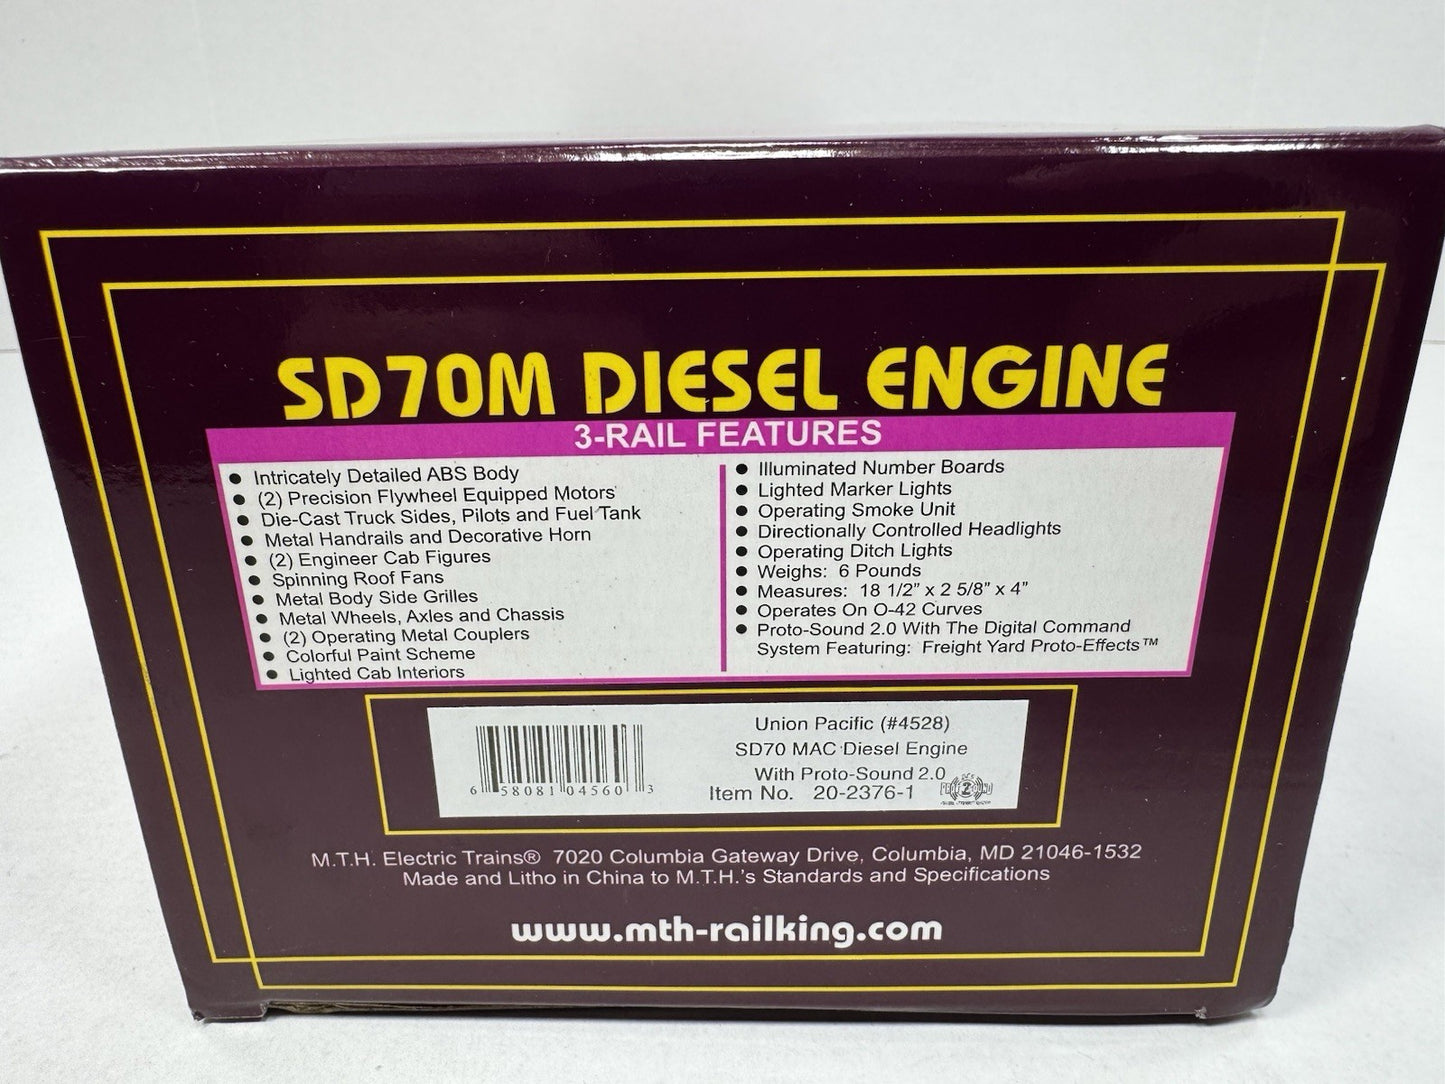 SD70M DIESEL ENGINE
3-RAIL FEATURES
• Intricately Detailed ABS Body
• (2) Precision Flywheel Equipped Motors
• Die-Cast Truck Sides, Pilots and Fuel Tank
• Metal Handrails and Decorative Horn
• (2) Engineer Cab Figures
• Spinning Roof Fans
• Metal Body Side Grilles
• Metal Wheels, Axles and Chassis
• (2) Operating Metal Couplers
• Colorful Paint Scheme
• Lighted Cab Interiors
• Illuminated Number Boards
• Lighted Marker Lights
• Operating Smoke Unit
• Directionally Controlled Headlights
• Operating Ditch Lights
• Weighs: 6 Pounds
• Measures: 18 1/2” x 2 5/8” x 4”
• Operates On O-42 Curves
• Proto-Sound 2.0 With The Digital Command
System Featuring: Freight Yard Proto-Effects™
6 58081 04560 3
Union Pacific (#4528)
SD70 MAC Diesel Engine
With Proto-Sound 2.0
Item No. 20-2376-1
M.T.H. Electric Trains® 7020 Columbia Gateway Drive, Columbia, MD 21046-1532
Made and Litho in China to M.T.H.'s Standards and Specifications
www.mth-railking.com